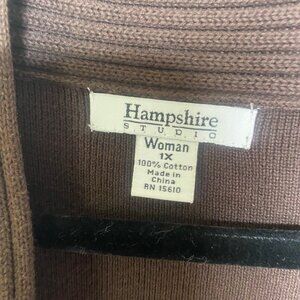 Hampshire
STUDIO
Woman
1X
100% Cotton
Made in
China
RN 15610